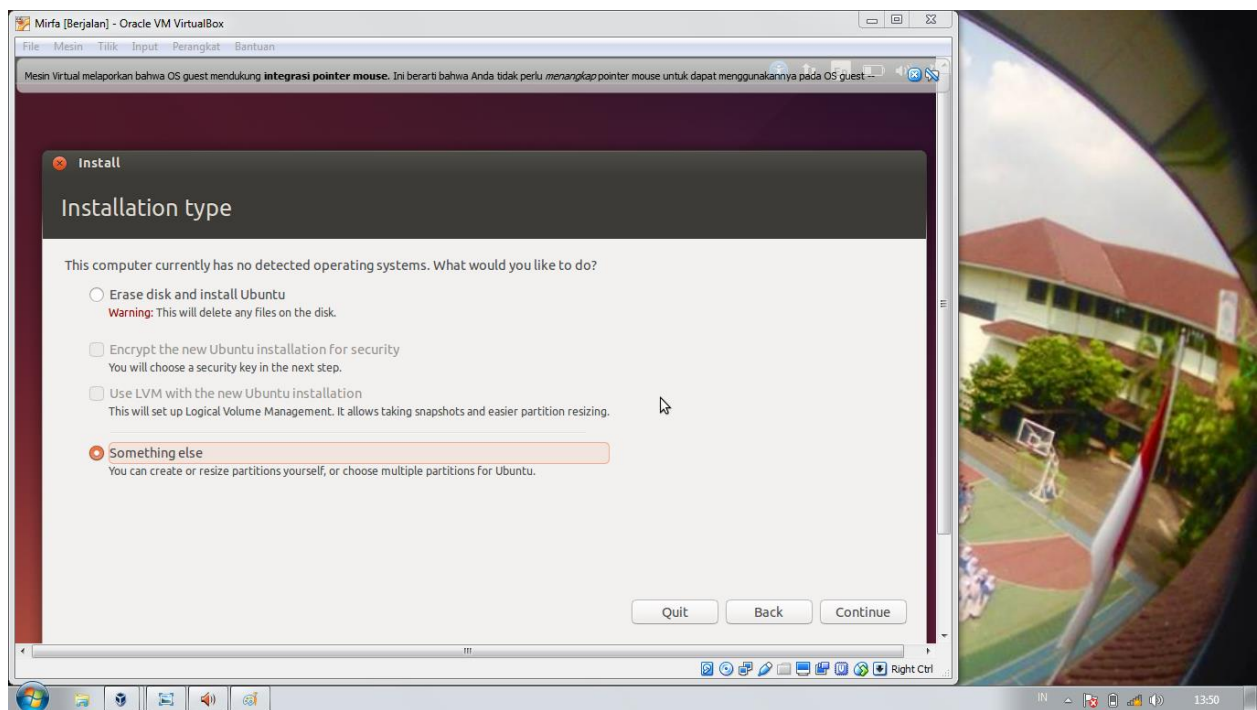 Mirfa [Berjalan] - Oracle VM VirtualBox
File Mesin Tilik Input Perangkat Bantuan
Mesin Virtual melaporkan bahwa OS guest mendukung integrasi pointer mouse. Ini berarti bahwa Anda tidak perlu menangkap pointer mouse untuk dapat menggunakannya pada OS guest --
Install
Installation type
This computer currently has no detected operating systems. What would you like to do?
Erase disk and install Ubuntu
Warning: This will delete any files on the disk.
Encrypt the new Ubuntu installation for security
You will choose a security key in the next step.
Use LVM with the new Ubuntu installation
This will set up Logical Volume Management. It allows taking snapshots and easier partition resizing.
Something else
You can create or resize partitions yourself, or choose multiple partitions for Ubuntu.
Quit Back Continue
Right Ctrl
IN 13:50